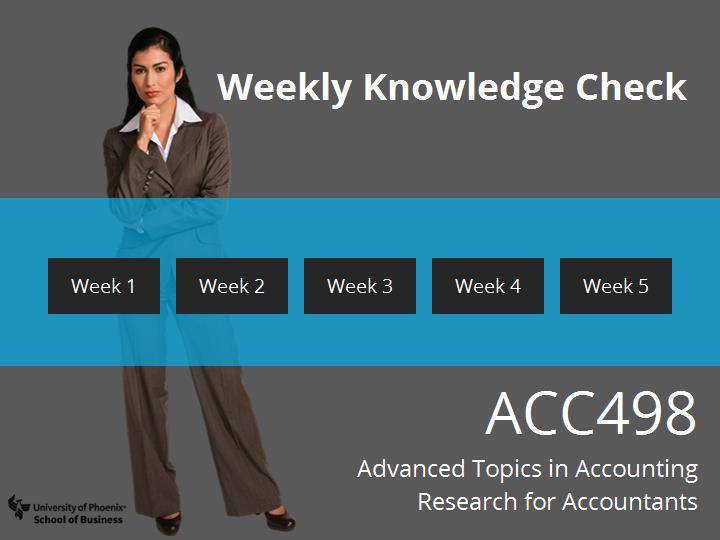 Weekly Knowledge Check
Week 1
Week 2
Week 3
Week 4
Week 5
ACC498
Advanced Topics in Accounting
Research for Accountants
University of Phoenix®
School of Business